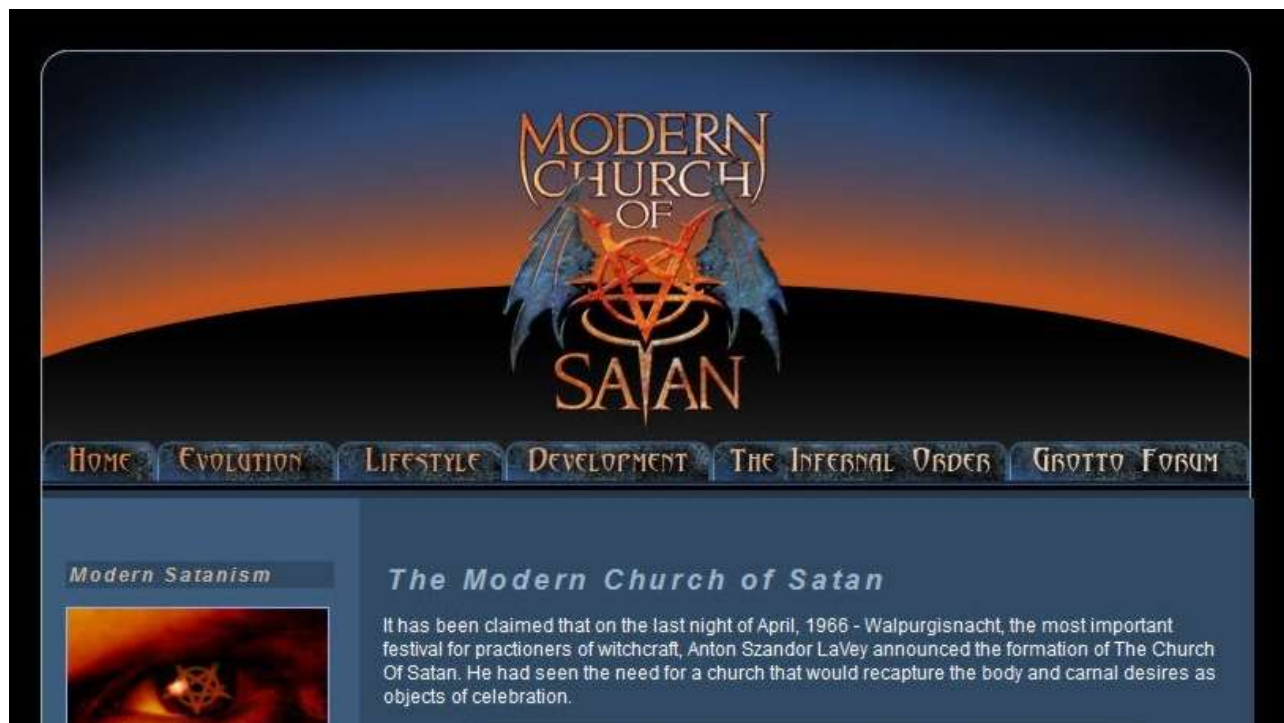 MODERN
CHURCH
OF
SATAN
HOME EVOLUTION LIFESTYLE DEVELOPMENT THE INFERNAL ORDER GROTTO FORUM
Modern Satanism
The Modern Church of Satan
It has been claimed that on the last night of April, 1966 - Walpurgisnacht, the most important
festival for practioners of witchcraft, Anton Szandor LaVey announced the formation of The Church
Of Satan. He had seen the need for a church that would recapture the body and carnal desires as
objects of celebration.